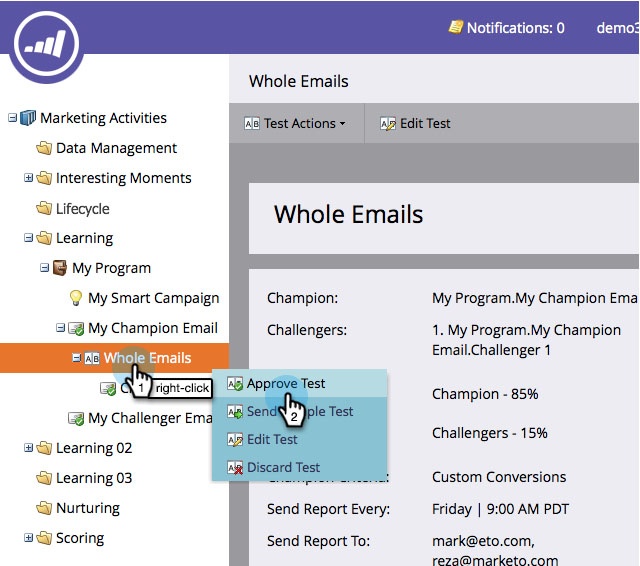 Notifications: 0
demo3
Whole Emails
Test Actions
Edit Test
Marketing Activities
Data Management
Interesting Moments
Lifecycle
Learning
My Program
My Smart Campaign
My Champion Email
Whole Emails
1
right-click
My Challenger Ema
Learning 02
Learning 03
Nurturing
Scoring
Approve Test
2
Edit Test
Discard Test
Whole Emails
Champion:
My Program.My Champion Ema
Challengers:
1. My Program.My Champion
Email.Challenger 1
Champion - 85%
Challengers - 15%
Custom Conversions
Send Report Every:
Friday | 9:00 AM PDT
Send Report To:
mark@eto.com,
reza@marketo.com